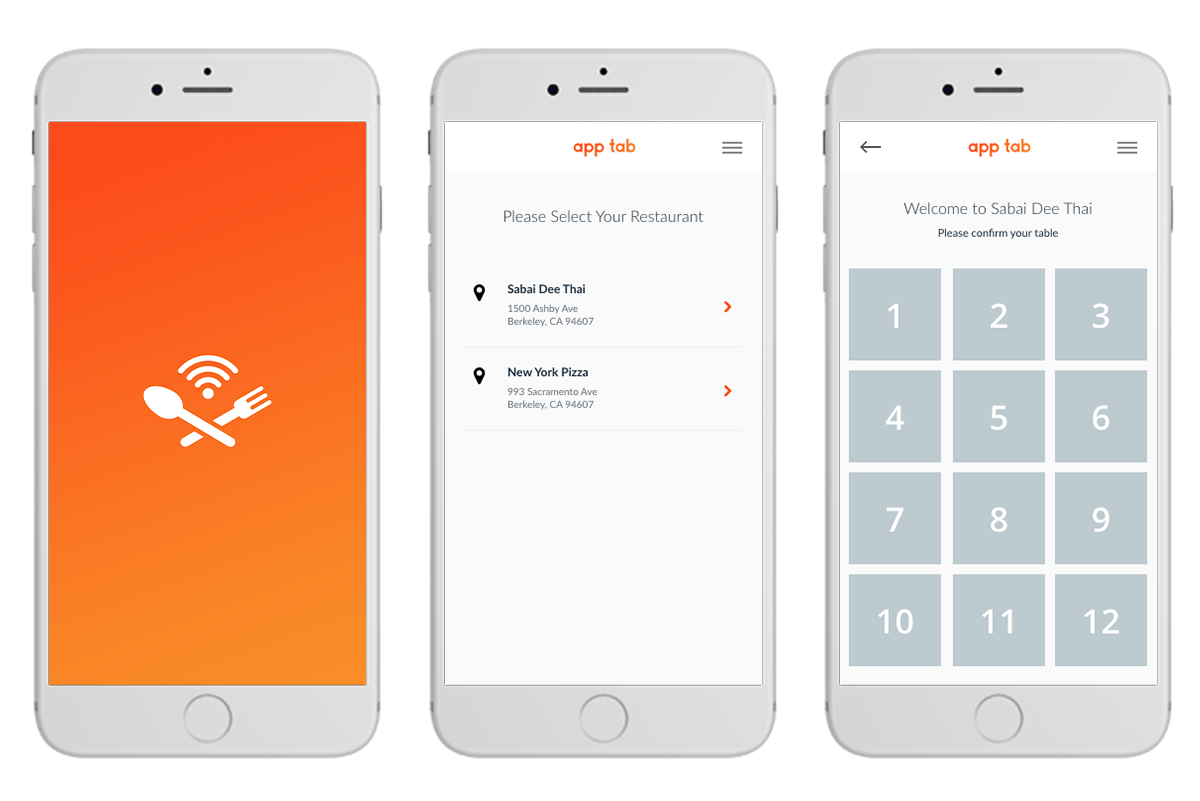 app tab
Please Select Your Restaurant
Sabai Dee Thai
1500 Ashby Ave
Berkeley, CA 94607
New York Pizza
993 Sacramento Ave
Berkeley, CA 94607
app tab
Welcome to Sabai Dee Thai
Please confirm your table
1 2 3
4 5 6
7 8 9
10 11 12